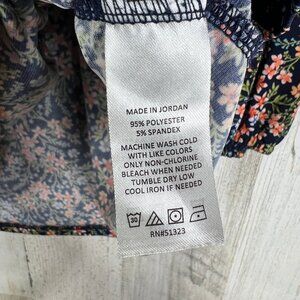 MADE IN JORDAN
95% POLYESTER
5% SPANDEX
MACHINE WASH COLD
WITH LIKE COLORS
ONLY NON-CHLORINE
BLEACH WHEN NEEDED
TUMBLE DRY LOW
COOL IRON IF NEEDED
30
RN#51323